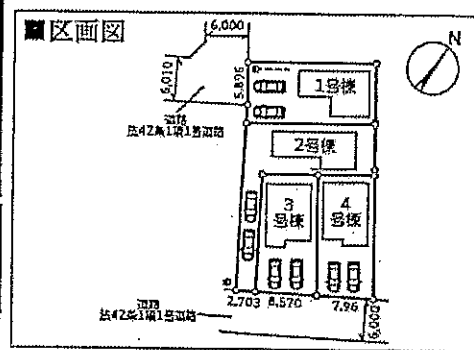 ■区画図
6,000
N
6,010
5.896
1号棟
道路
法42条1項1号道路
2号棟
3
号棟
4
号棟
2.703
8.570
7.96
6,000
道路
法42条1項1号道路